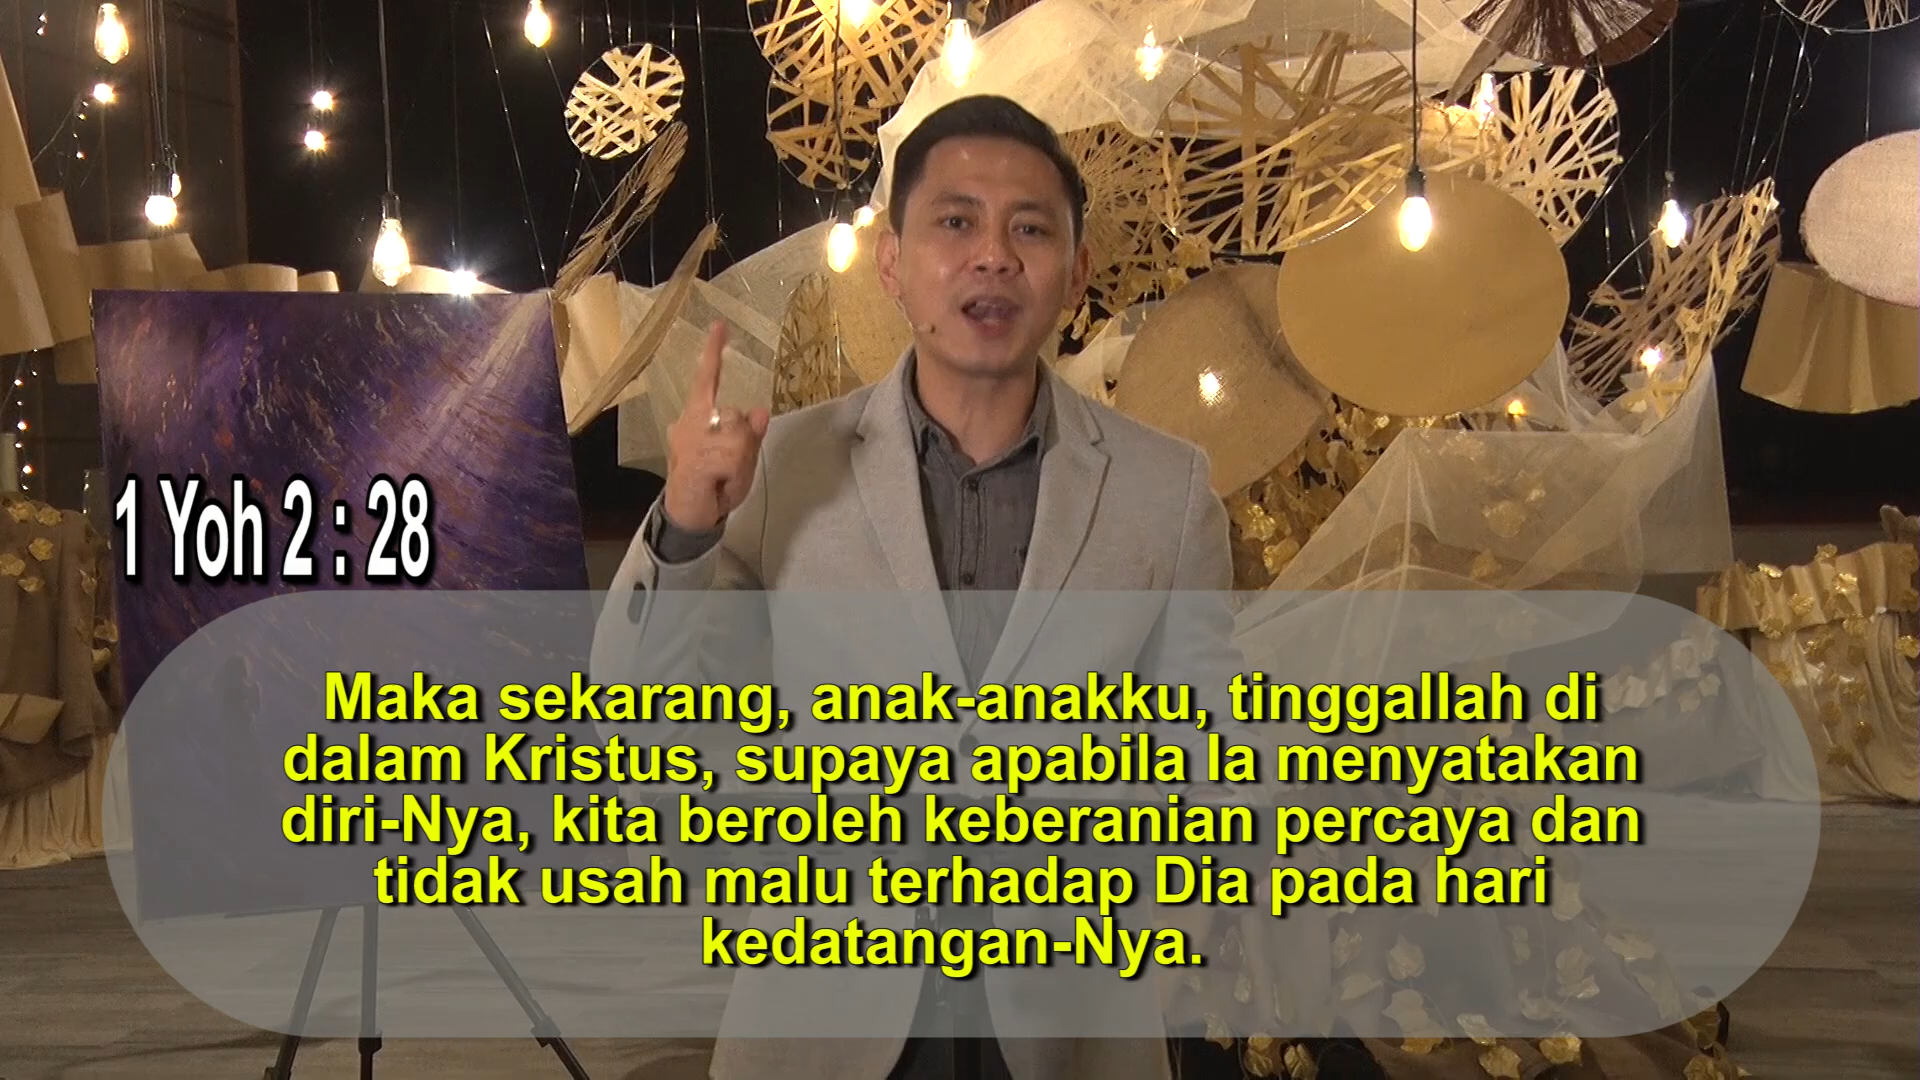 1 Yoh 2 : 28
Maka sekarang, anak-anakku, tinggallah di
dalam Kristus, supaya apabila Ia menyatakan
diri-Nya, kita beroleh keberanian percaya dan
tidak usah malu terhadap Dia pada hari
kedatangan-Nya.